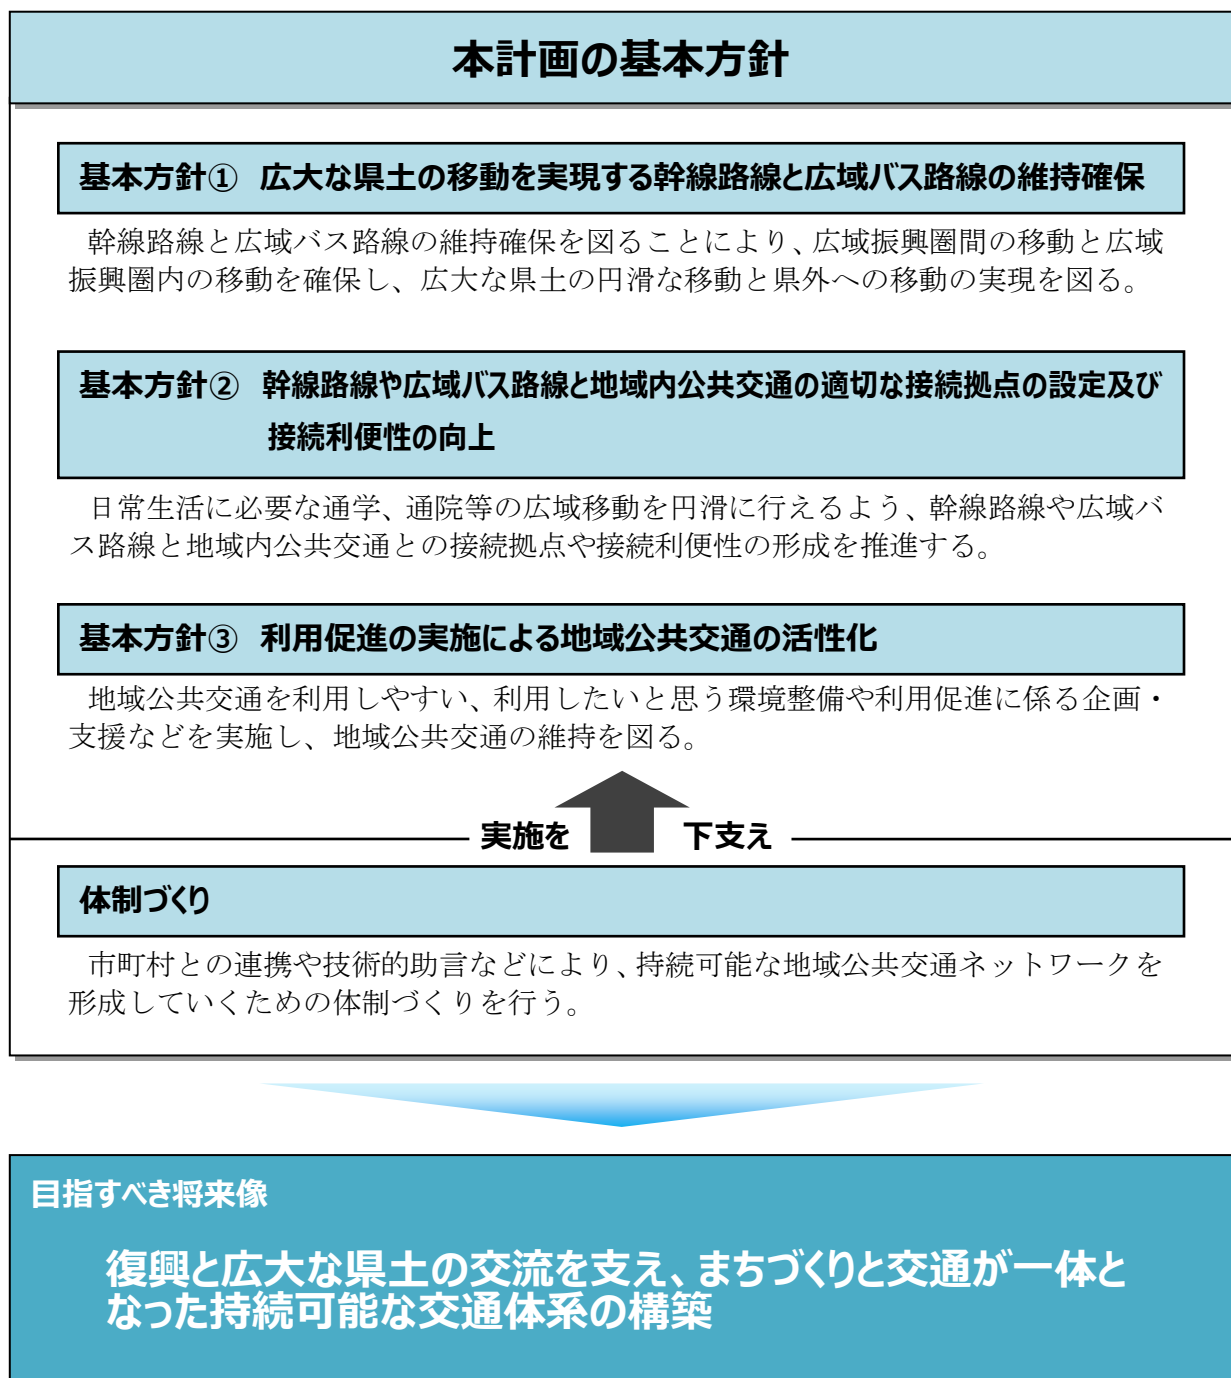 本計画の基本方針
基本方針① 広大な県土の移動を実現する幹線路線と広域バス路線の維持確保
幹線路線と広域バス路線の維持確保を図ることにより、広域振興圏間の移動と広域
振興圏内の移動を確保し、広大な県土の円滑な移動と県外への移動の実現を図る。
基本方針② 幹線路線や広域バス路線と地域内公共交通の適切な接続拠点の設定及び
接続利便性の向上
日常生活に必要な通学、通院等の広域移動を円滑に行えるよう、幹線路線や広域バ
ス路線と地域内公共交通との接続拠点や接続利便性の形成を推進する。
基本方針③ 利用促進の実施による地域公共交通の活性化
地域公共交通を利用しやすい、利用したいと思う環境整備や利用促進に係る企画・
支援などを実施し、地域公共交通の維持を図る。
実施を 下支え
体制づくり
市町村との連携や技術的助言などにより、持続可能な地域公共交通ネットワークを
形成していくための体制づくりを行う。
目指すべき将来像
復興と広大な県土の交流を支え、まちづくりと交通が一体と
なった持続可能な交通体系の構築